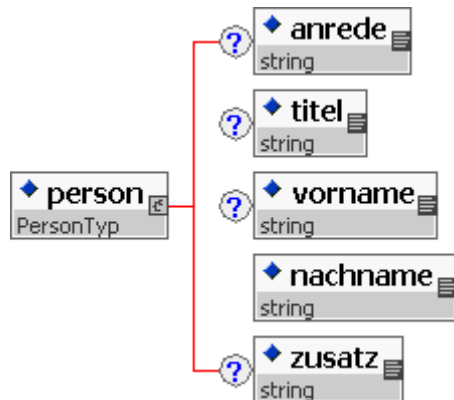 anrede
string
titel
string
vorname
string
person
PersonTyp
nachname
string
zusatz
string